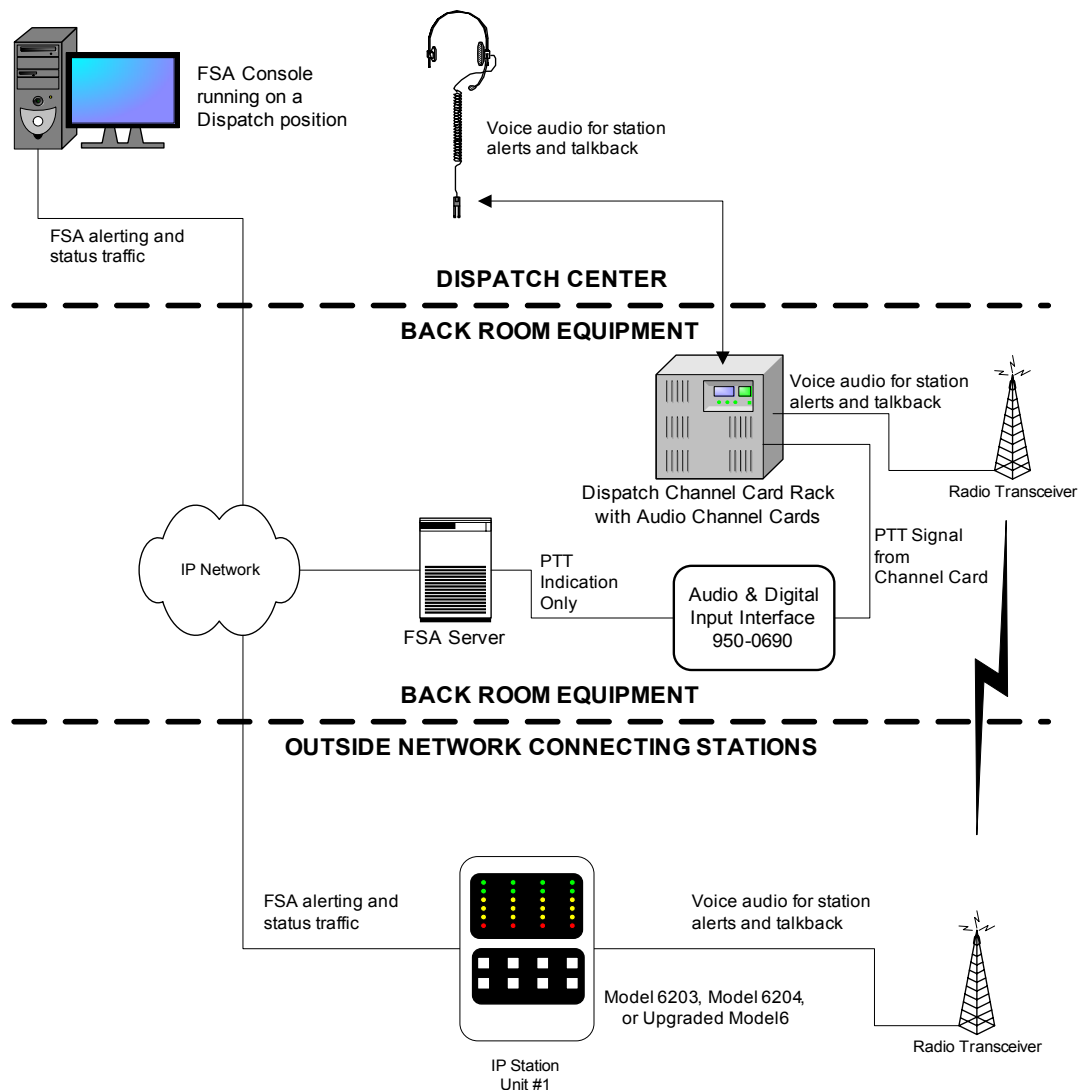 FSA Console
running on a
Dispatch position
Voice audio for station
alerts and talkback
FSA alerting and
status traffic
DISPATCH CENTER
BACK ROOM EQUIPMENT
Voice audio for station
alerts and talkback
Radio Transceiver
Dispatch Channel Card Rack
with Audio Channel Cards
IP Network
FSA Server
PTT
Indication
Only
Audio & Digital
Input Interface
950-0690
PTT Signal
from
Channel Card
BACK ROOM EQUIPMENT
OUTSIDE NETWORK CONNECTING STATIONS
FSA alerting and
status traffic
Voice audio for station
alerts and talkback
Model 6203, Model 6204,
or Upgraded Model6
Radio Transceiver
IP Station
Unit #1